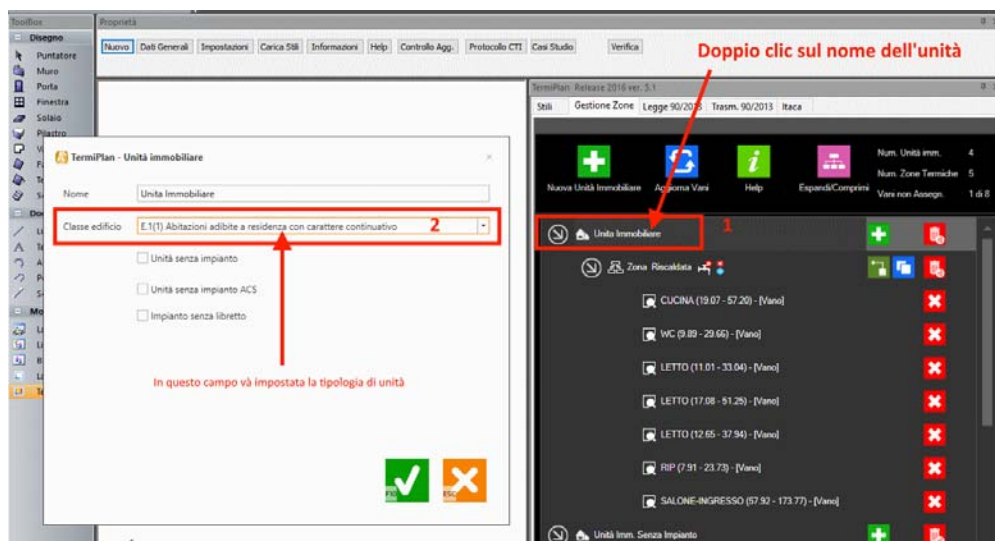 ToolBox
Proprietà
Disegno
Puntatore
Muro
Porta
Finestra
Solaio
Pilastro
Nuovo
Dati Generali
Impostazioni
Carica Stili
Informazioni
Help
Controllo Agg.
Protocollo CTI
Casi Studio
Verifica
Doppio clic sul nome dell'unità
TermiPlan Release 2016 ver. 5.1
Stili
Gestione Zone
Legge 90/2013
Trasm. 90/2013
Itaca
Nuova Unità Immobiliare
Aggiorna Vani
Help
Espandi/Comprimi
Num. Unità imm. 4
Num. Zone Termiche 5
Vani non Assegn. 1 di 8
TermiPlan - Unità immobiliare
Nome
Unita Immobiliare
Classe edificio
E.1(1) Abitazioni adibite a residenza con carattere continuativo
2
Unità senza impianto
Unità senza impianto ACS
Impianto senza libretto
In questo campo và impostata la tipologia di unità
F10
ESC
Unita Immobiliare
1
Zona Riscaldata
CUCINA (19.07 - 57.20) - [Vano]
WC (9.89 - 29.66) - [Vano]
LETTO (11.01 - 33.04) - [Vano]
LETTO (17.08 - 51.25) - [Vano]
LETTO (12.65 - 37.94) - [Vano]
RIP (7.91 - 23.73) - [Vano]
SALONE-INGRESSO (57.92 - 173.77) - [Vano]
Unità Imm. Senza Impianto